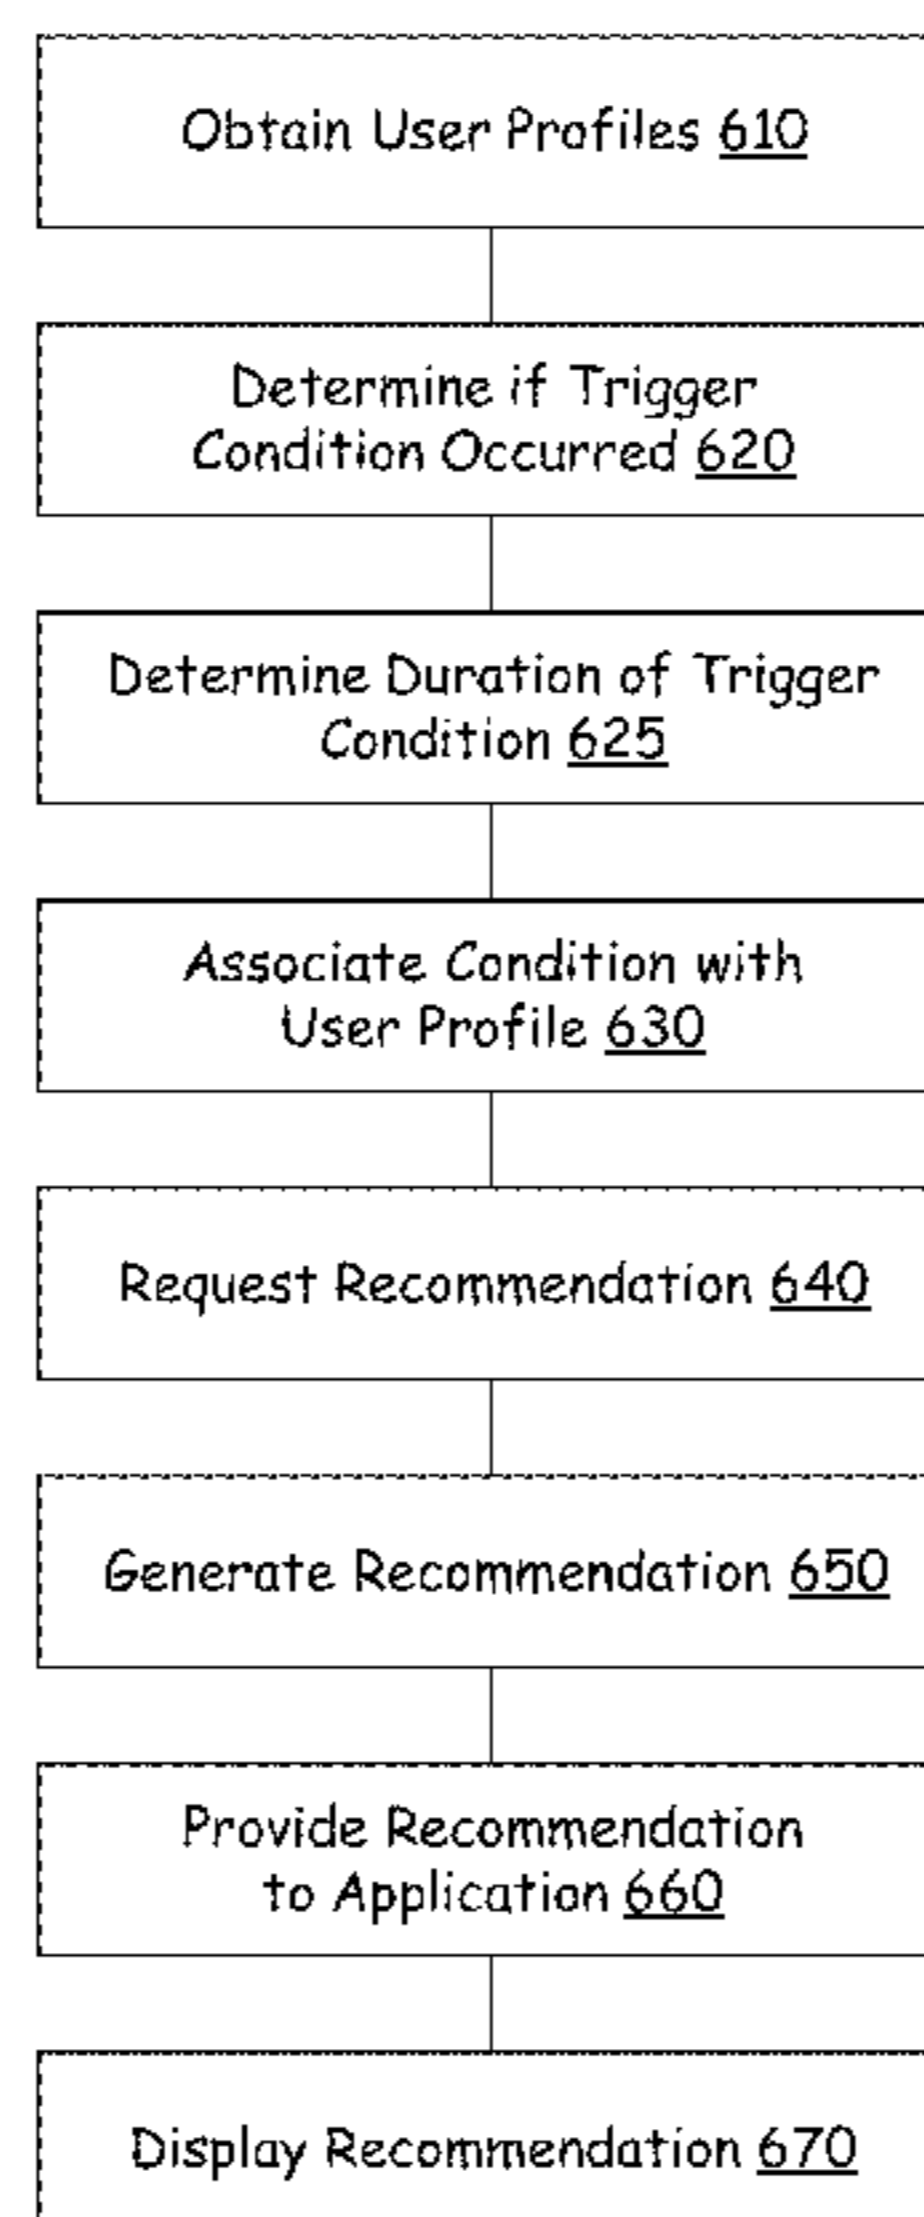 Obtain User Profiles 610
Determine if Trigger
Condition Occurred 620
Determine Duration of Trigger
Condition 625
Associate Condition with
User Profile 630
Request Recommendation 640
Generate Recommendation 650
Provide Recommendation
to Application 660
Display Recommendation 670